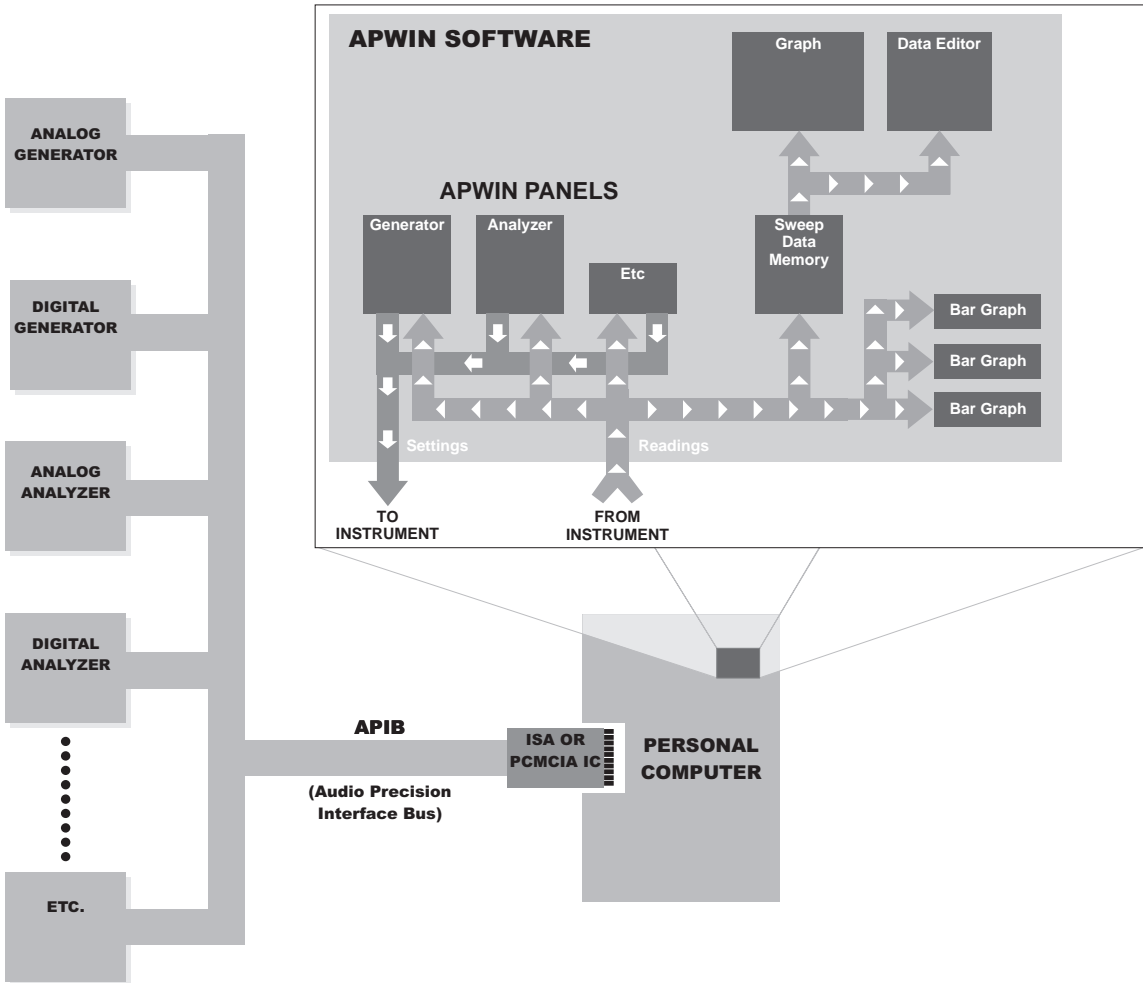 APWIN SOFTWARE
Graph
Data Editor
APWIN PANELS
Generator
Analyzer
Etc
Sweep
Data
Memory
Bar Graph
Bar Graph
Bar Graph
Settings
Readings
TO
INSTRUMENT
FROM
INSTRUMENT
ANALOG
GENERATOR
DIGITAL
GENERATOR
ANALOG
ANALYZER
DIGITAL
ANALYZER
ETC.
APIB
(Audio Precision
Interface Bus)
ISA OR
PCMCIA IC
PERSONAL
COMPUTER